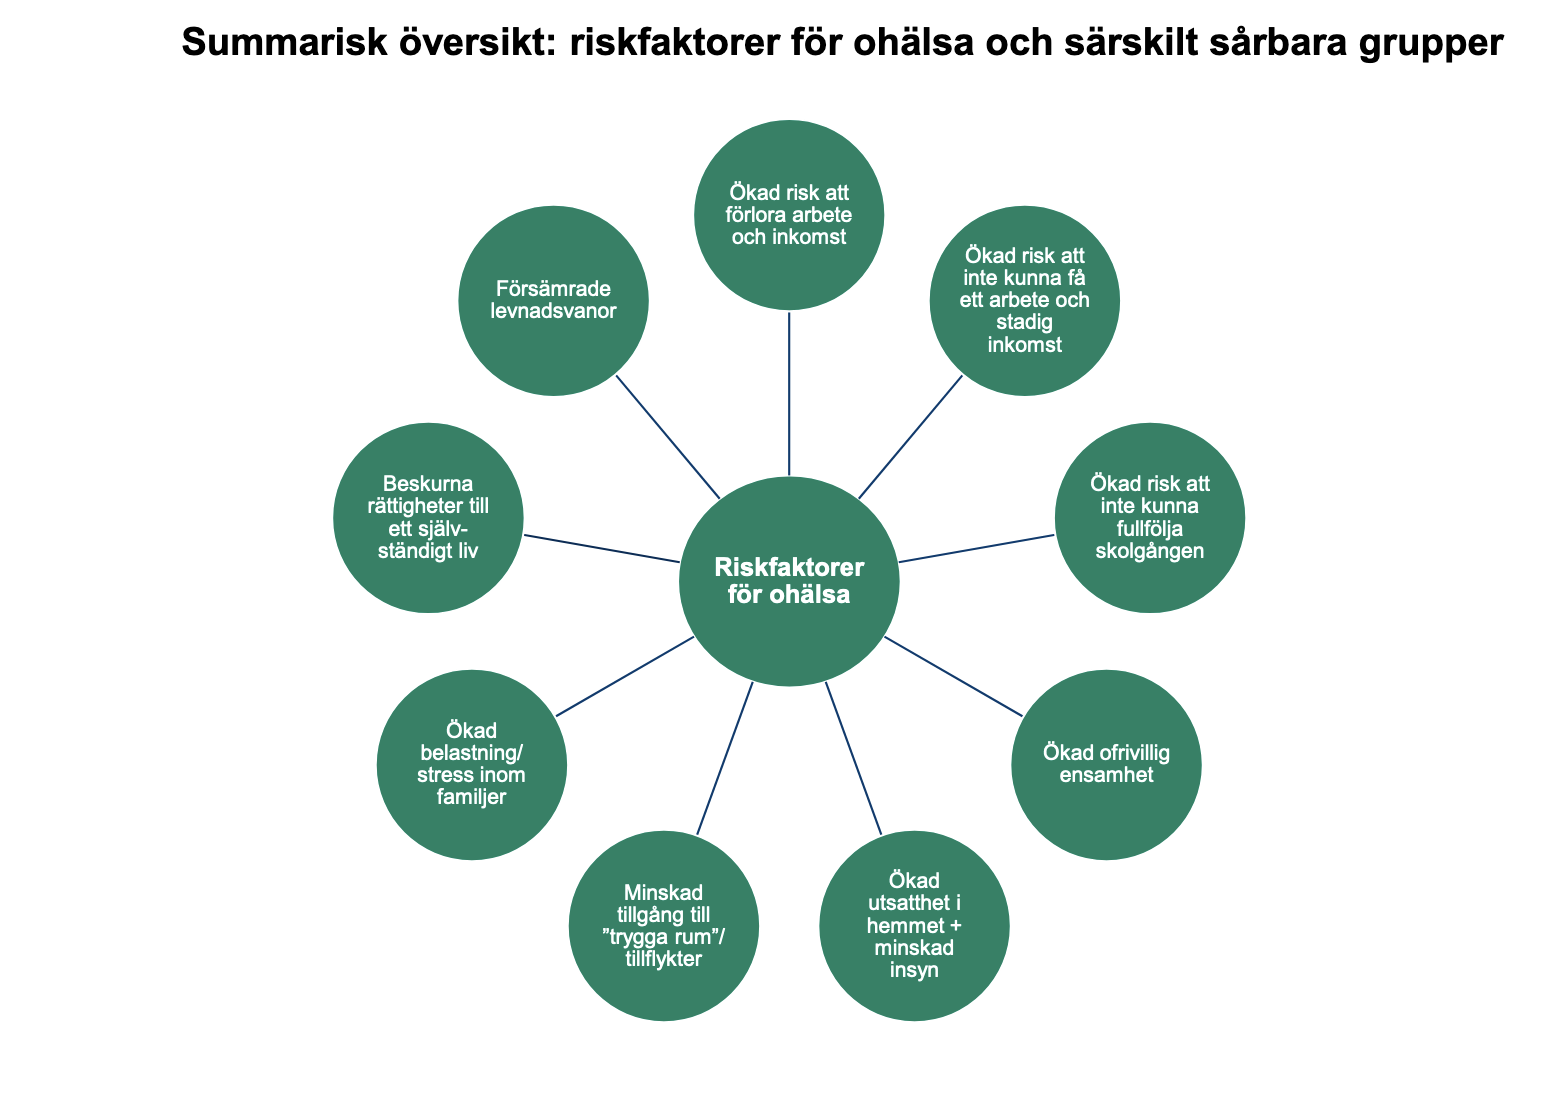 Summarisk översikt: riskfaktorer för ohälsa och särskilt sårbara grupper
Ökad risk att
förlora arbete
och inkomst
Ökad risk att
inte kunna få
ett arbete och
stadig
inkomst
Ökad risk att
inte kunna
fullfölja
skolgången
Ökad ofrivillig
ensamhet
Ökad
utsatthet i
hemmet +
minskad
insyn
Minskad
tillgång till
”trygga rum”/
tillflykter
Ökad
belastning/
stress inom
familjer
Beskurna
rättigheter till
ett själv-
ständigt liv
Försämrade
levnadsvanor
Riskfaktorer
för ohälsa